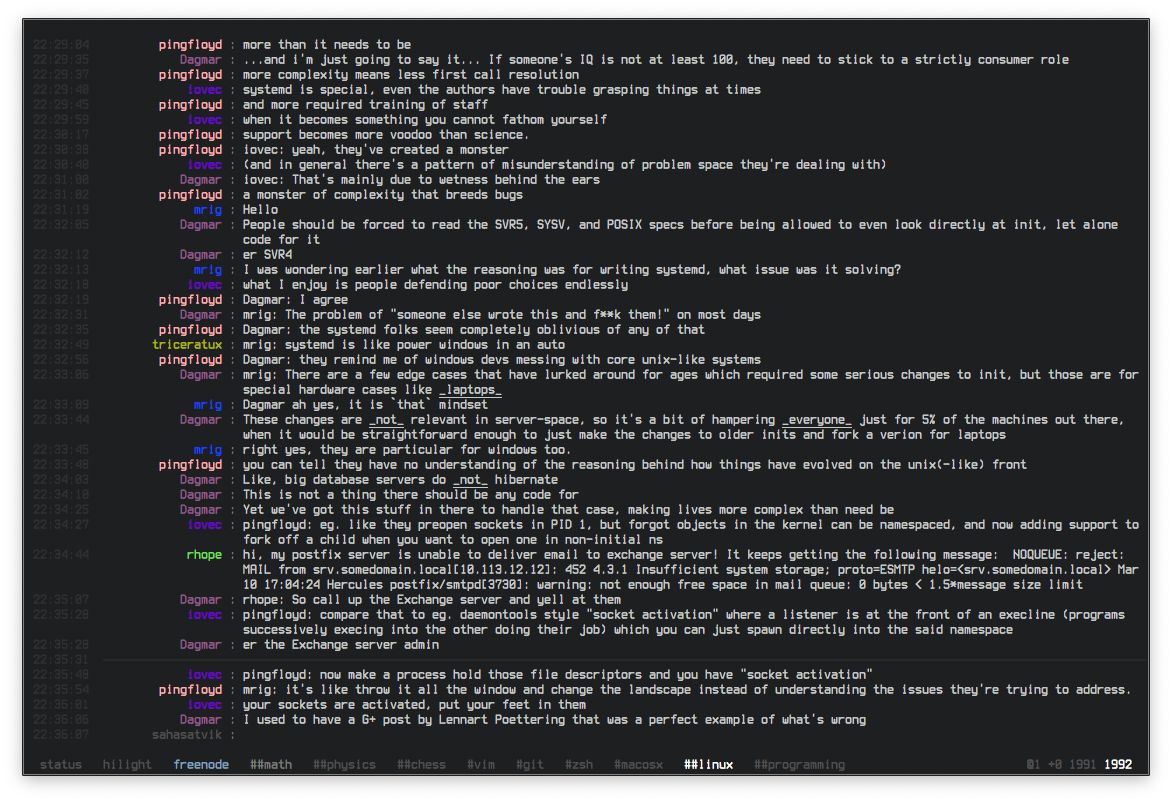 22:29:04 pingfloyd : more than it needs to be
22:29:35 Dagmar : ...and i'm just going to say it... If someone's IQ is not at least 100, they need to stick to a strictly consumer role
22:29:37 pingfloyd : more complexity means less first call resolution
22:29:40 iovec : systemd is special, even the authors have trouble grasping things at times
22:29:45 pingfloyd : and more required training of staff
22:29:59 iovec : when it becomes something you cannot fathom yourself
22:30:17 pingfloyd : support becomes more voodoo than science.
22:30:38 pingfloyd : iovec: yeah, they've created a monster
22:30:40 iovec : (and in general there's a pattern of misunderstanding of problem space they're dealing with)
22:31:00 Dagmar : iovec: That's mainly due to wetness behind the ears
22:31:02 pingfloyd : a monster of complexity that breeds bugs
22:31:19 mrig : Hello
22:32:05 Dagmar : People should be forced to read the SVR5, SYSV, and POSIX specs before being allowed to even look directly at init, let alone
code for it
22:32:12 Dagmar : er SVR4
22:32:13 mrig : I was wondering earlier what the reasoning was for writing systemd, what issue was it solving?
22:32:18 iovec : what I enjoy is people defending poor choices endlessly
22:32:19 pingfloyd : Dagmar: I agree
22:32:31 Dagmar : mrig: The problem of "someone else wrote this and f**k them!" on most days
22:32:35 pingfloyd : Dagmar: the systemd folks seem completely oblivious of any of that
22:32:49 triceratux : mrig: systemd is like power windows in an auto
22:32:56 pingfloyd : Dagmar: they remind me of windows devs messing with core unix-like systems
22:33:06 Dagmar : mrig: There are a few edge cases that have lurked around for ages which required some serious changes to init, but those are for
special hardware cases like _laptops_
22:33:09 mrig : Dagmar ah yes, it is `that` mindset
22:33:44 Dagmar : These changes are _not_ relevant in server-space, so it's a bit of hampering _everyone_ just for 5% of the machines out there,
when it would be straightforward enough to just make the changes to older inits and fork a verion for laptops
22:33:45 mrig : right yes, they are particular for windows too.
22:33:48 pingfloyd : you can tell they have no understanding of the reasoning behind how things have evolved on the unix(-like) front
22:34:03 Dagmar : Like, big database servers do _not_ hibernate
22:34:10 Dagmar : This is not a thing there should be any code for
22:34:25 Dagmar : Yet we've got this stuff in there to handle that case, making lives more complex than need be
22:34:27 iovec : pingfloyd: eg. like they preopen sockets in PID 1, but forgot objects in the kernel can be namespaced, and now adding support to
fork off a child when you want to open one in non-initial ns
22:34:44 rhope : hi, my postfix server is unable to deliver email to exchange server! It keeps getting the following message:  NOQUEUE: reject:
MAIL from srv.somedomain.local[10.113.12.12]: 452 4.3.1 Insufficient system storage; proto=ESMTP helo=<srv.somedomain.local> Mar
10 17:04:24 Hercules postfix/smtpd[3730]: warning: not enough free space in mail queue: 0 bytes < 1.5*message size limit
22:35:07 Dagmar : rhope: So call up the Exchange server and yell at them
22:35:28 iovec : pingfloyd: compare that to eg. daemontools style "socket activation" where a listener is at the front of an execline (programs
successively execing into the other doing their job) which you can just spawn directly into the said namespace
22:35:28 Dagmar : er the Exchange server admin
22:35:31
22:35:48 iovec : pingfloyd: now make a process hold those file descriptors and you have "socket activation"
22:35:54 pingfloyd : mrig: it's like throw it all the window and change the landscape instead of understanding the issues they're trying to address.
22:36:01 iovec : your sockets are activated, put your feet in them
22:36:06 Dagmar : I used to have a G+ post by Lennart Poettering that was a perfect example of what's wrong
22:36:07 sahasatvik :
status hilight freenode ##math ##physics ##chess #vim #git #zsh #macosx ##linux ##programming @1 +0 1991 1992